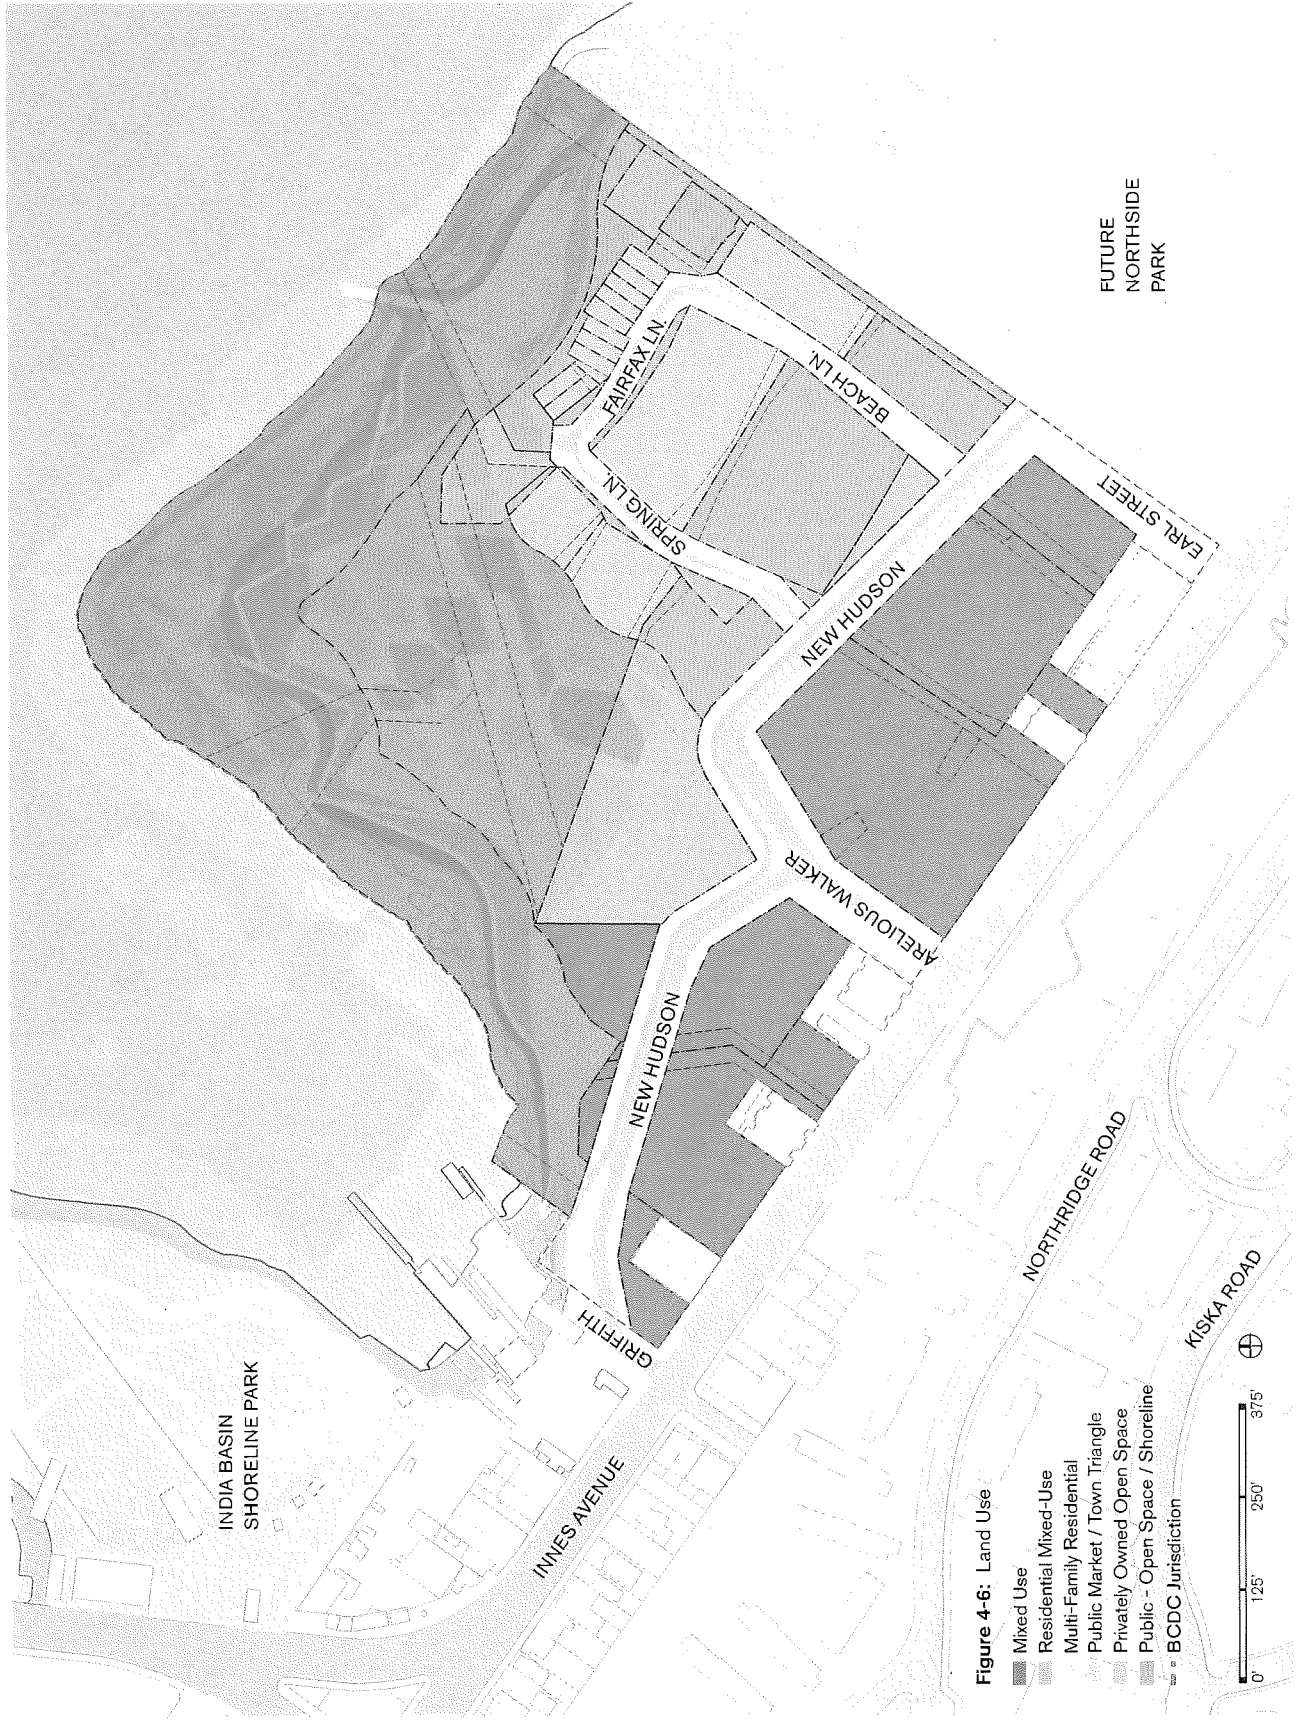 INDIA BASIN
SHORELINE PARK
INNES AVENUE
GRIFFITH
NEW HUDSON
ARELIOUS WALKER
NEW HUDSON
SPRING LN.
FAIRFAX LN.
BEACH LN.
EARL STREET
FUTURE
NORTHSIDE
PARK
NORTHRIDGE ROAD
KISKA ROAD
Figure 4-6: Land Use
Mixed Use
Residential Mixed-Use
Multi-Family Residential
Public Market / Town Triangle
Privately Owned Open Space
Public - Open Space / Shoreline
BCDC Jurisdiction
0' 125' 250' 375'